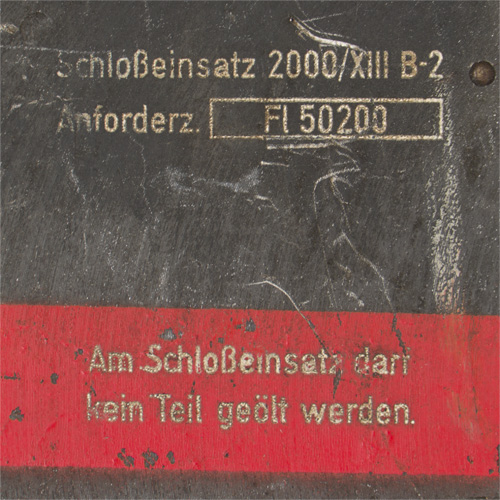 Schloßeinsatz 2000/XIII B-2
Anforderz. Fl 50200
Am Schloßeinsatz darf
kein Teil geölt werden.